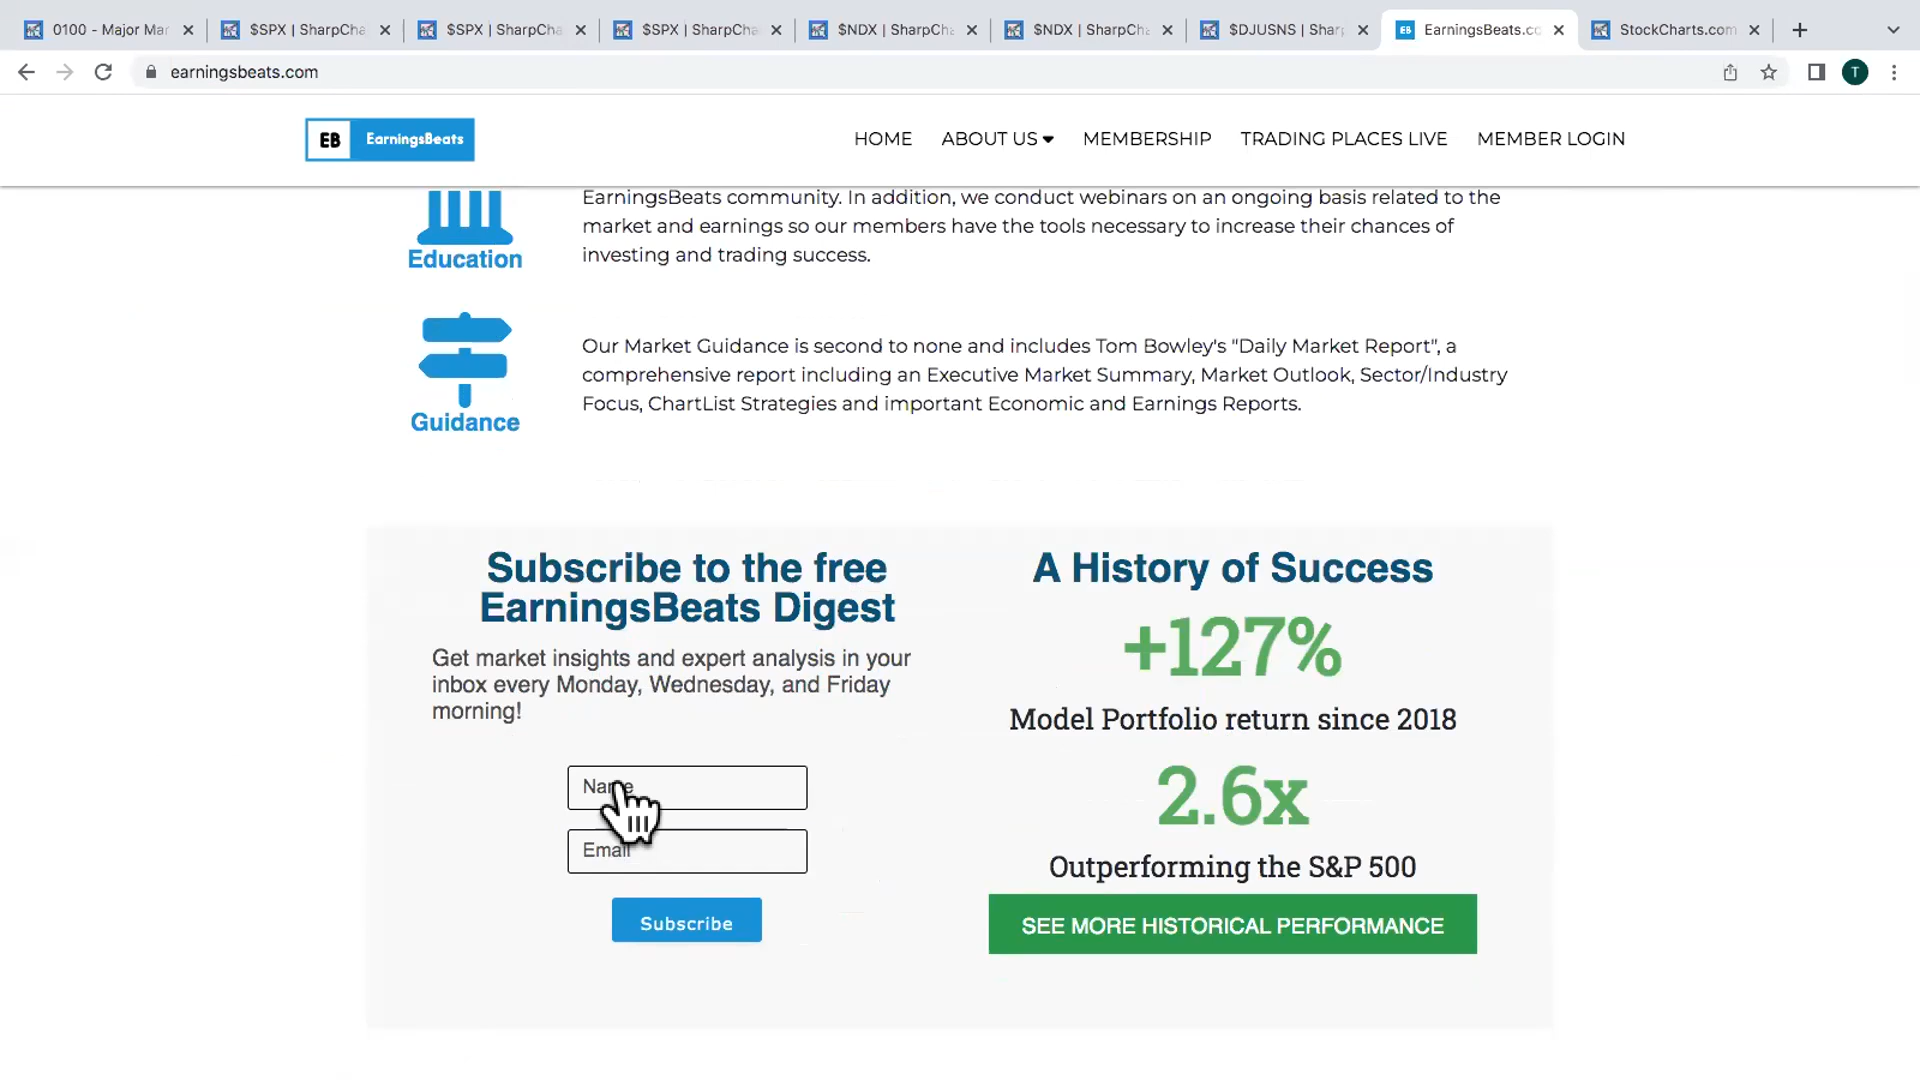 0100 - Major Mar
$SPX | SharpCha
$SPX | SharpCha
$SPX | SharpCha
$NDX | SharpCha
$NDX | SharpCha
$DJUSNS | Sharp
EB EarningsBeats.co
StockCharts.com
earningsbeats.com
T
EB EarningsBeats
HOME
ABOUT US
MEMBERSHIP
TRADING PLACES LIVE
MEMBER LOGIN
EarningsBeats community. In addition, we conduct webinars on an ongoing basis related to the
market and earnings so our members have the tools necessary to increase their chances of
investing and trading success.
Education
Our Market Guidance is second to none and includes Tom Bowley's "Daily Market Report", a
comprehensive report including an Executive Market Summary, Market Outlook, Sector/Industry
Focus, ChartList Strategies and important Economic and Earnings Reports.
Guidance
Subscribe to the free
EarningsBeats Digest
Get market insights and expert analysis in your
inbox every Monday, Wednesday, and Friday
morning!
Name
Email
Subscribe
A History of Success
+127%
Model Portfolio return since 2018
2.6x
Outperforming the S&P 500
SEE MORE HISTORICAL PERFORMANCE